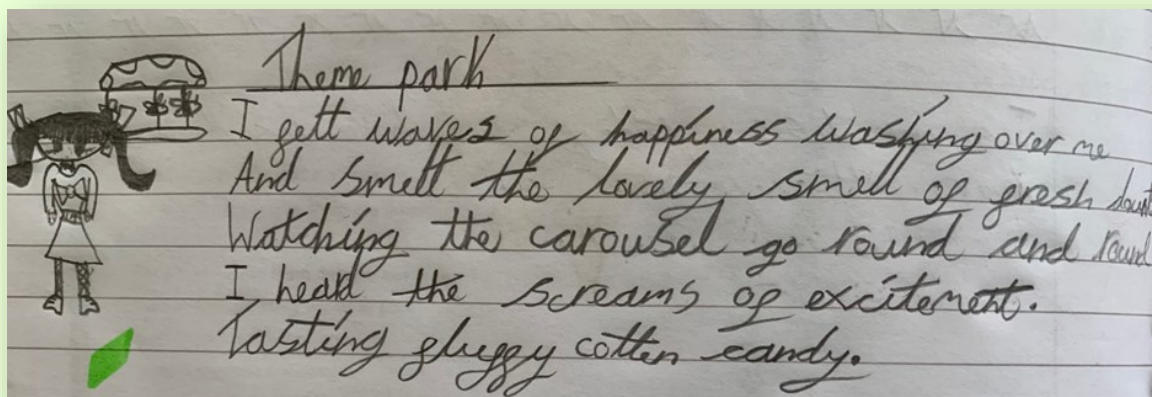 Theme park
I felt waves of happiness washing over me
And smelt the lovely smell of fresh
Watching the carousel go round and round
I heard the screams of excitement.
Tasting fluffy cotten candy.